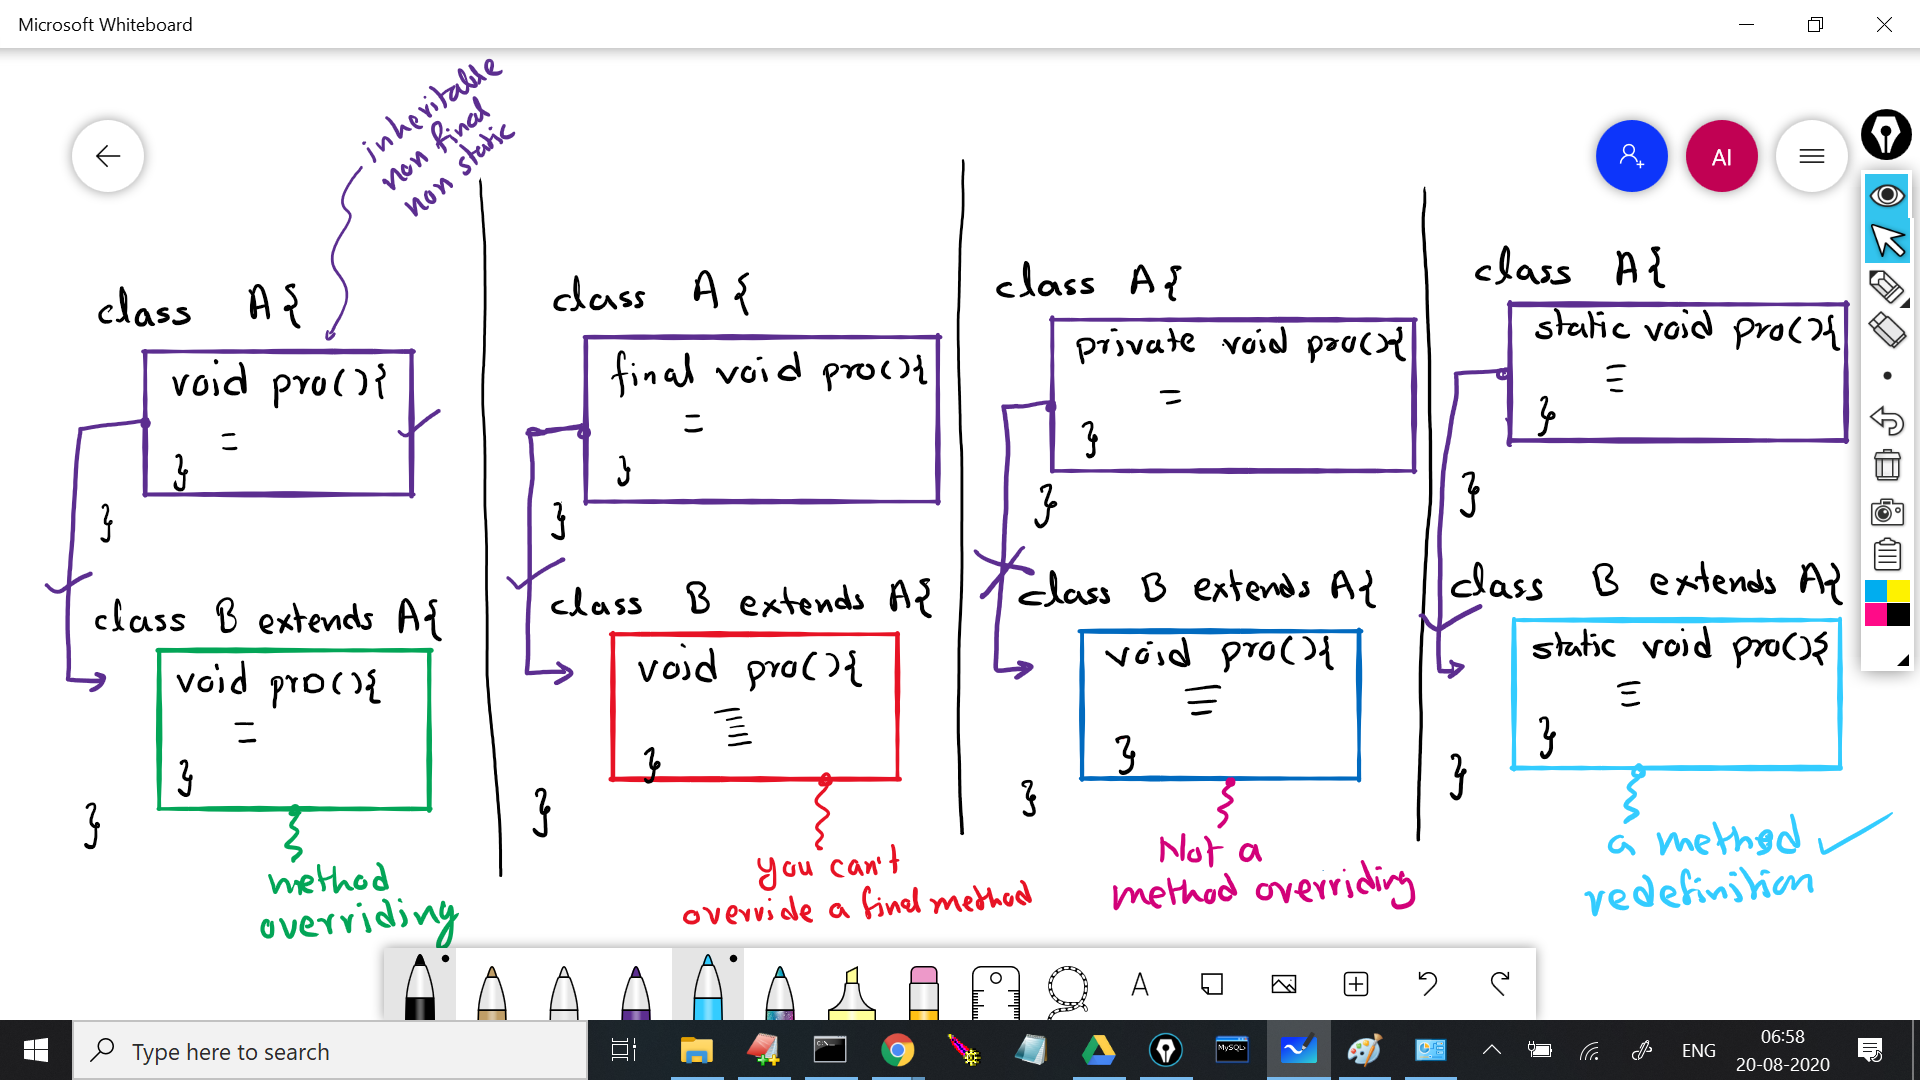 Microsoft Whiteboard
inheritable
non final
non static
AI
class A{
void pro(){
=
}
}
class B extends A{
void pro(){
=
}
}
method
overriding
class A{
final void pro(){
=
}
}
class B extends A{
void pro(){
}
}
you can't
override a final method
class A{
private void pro(){
=
}
}
class B extends A{
void pro(){
≡
}
}
Not a
method overriding
class A{
static void pro(){
≡
}
}
class B extends A{
static void pro(){
≡
}
}
a method
redefinition
A
Type here to search
C:\.
MySQL
ENG
06:58
20-08-2020